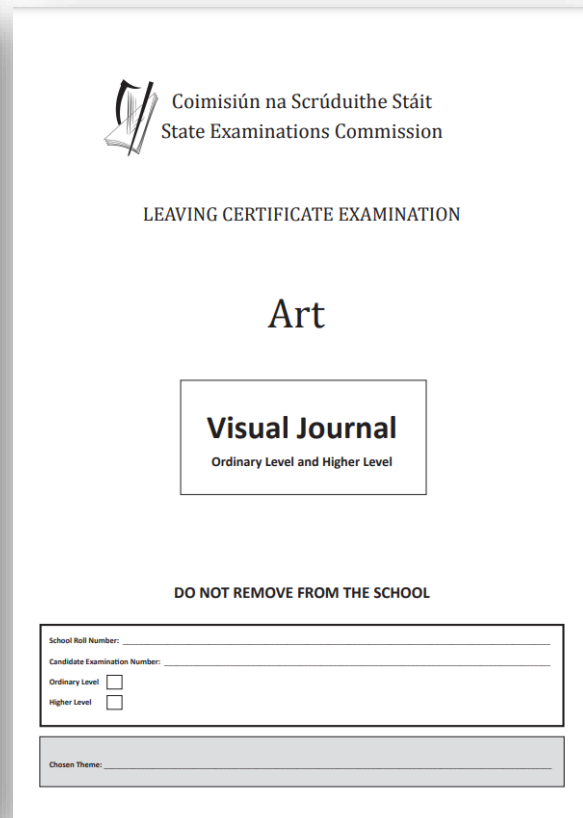 Coimisiún na Scrúduithe Stáit
State Examinations Commission
LEAVING CERTIFICATE EXAMINATION
Art
Visual Journal
Ordinary Level and Higher Level
DO NOT REMOVE FROM THE SCHOOL
School Roll Number:
Candidate Examination Number:
Ordinary Level
Higher Level
Chosen Theme: